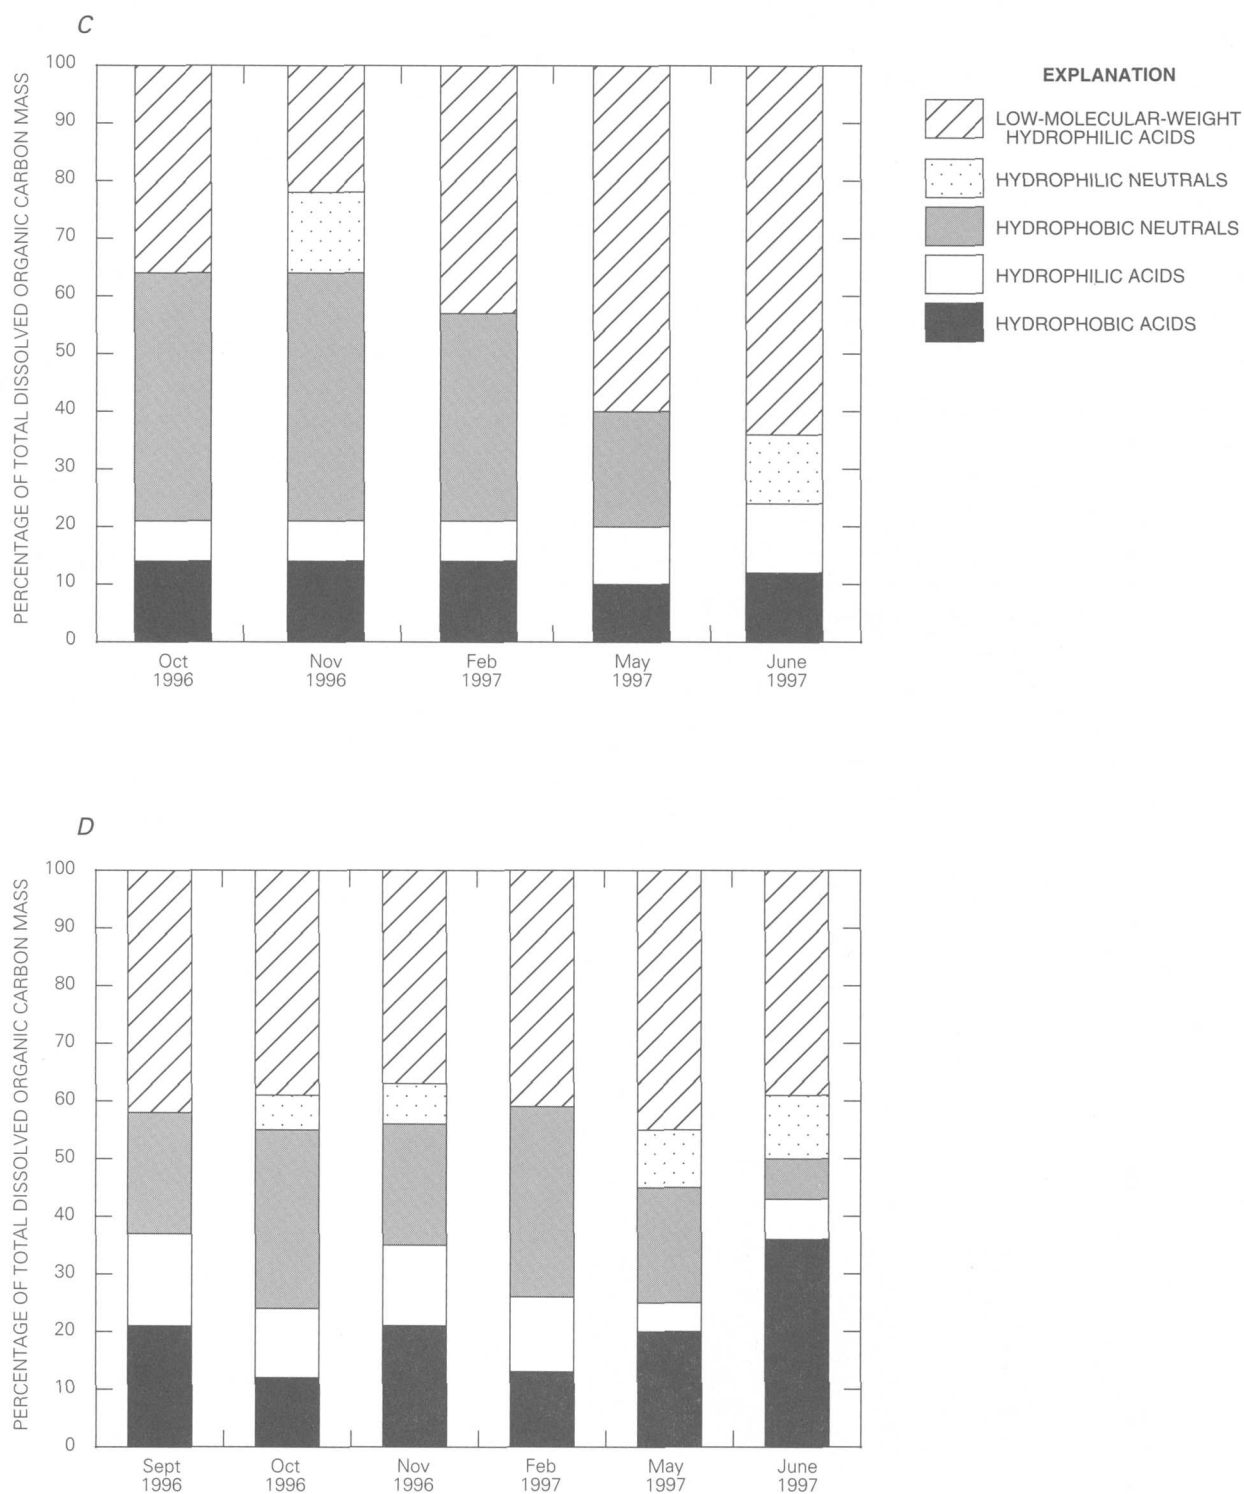 C
PERCENTAGE OF TOTAL DISSOLVED ORGANIC CARBON MASS
100
90
80
70
60
50
40
30
20
10
0
Oct
1996
Nov
1996
Feb
1997
May
1997
June
1997
EXPLANATION
LOW-MOLECULAR-WEIGHT
HYDROPHILIC ACIDS
HYDROPHILIC NEUTRALS
HYDROPHOBIC NEUTRALS
HYDROPHILIC ACIDS
HYDROPHOBIC ACIDS
D
PERCENTAGE OF TOTAL DISSOLVED ORGANIC CARBON MASS
100
90
80
70
60
50
40
30
20
10
0
Sept
1996
Oct
1996
Nov
1996
Feb
1997
May
1997
June
1997